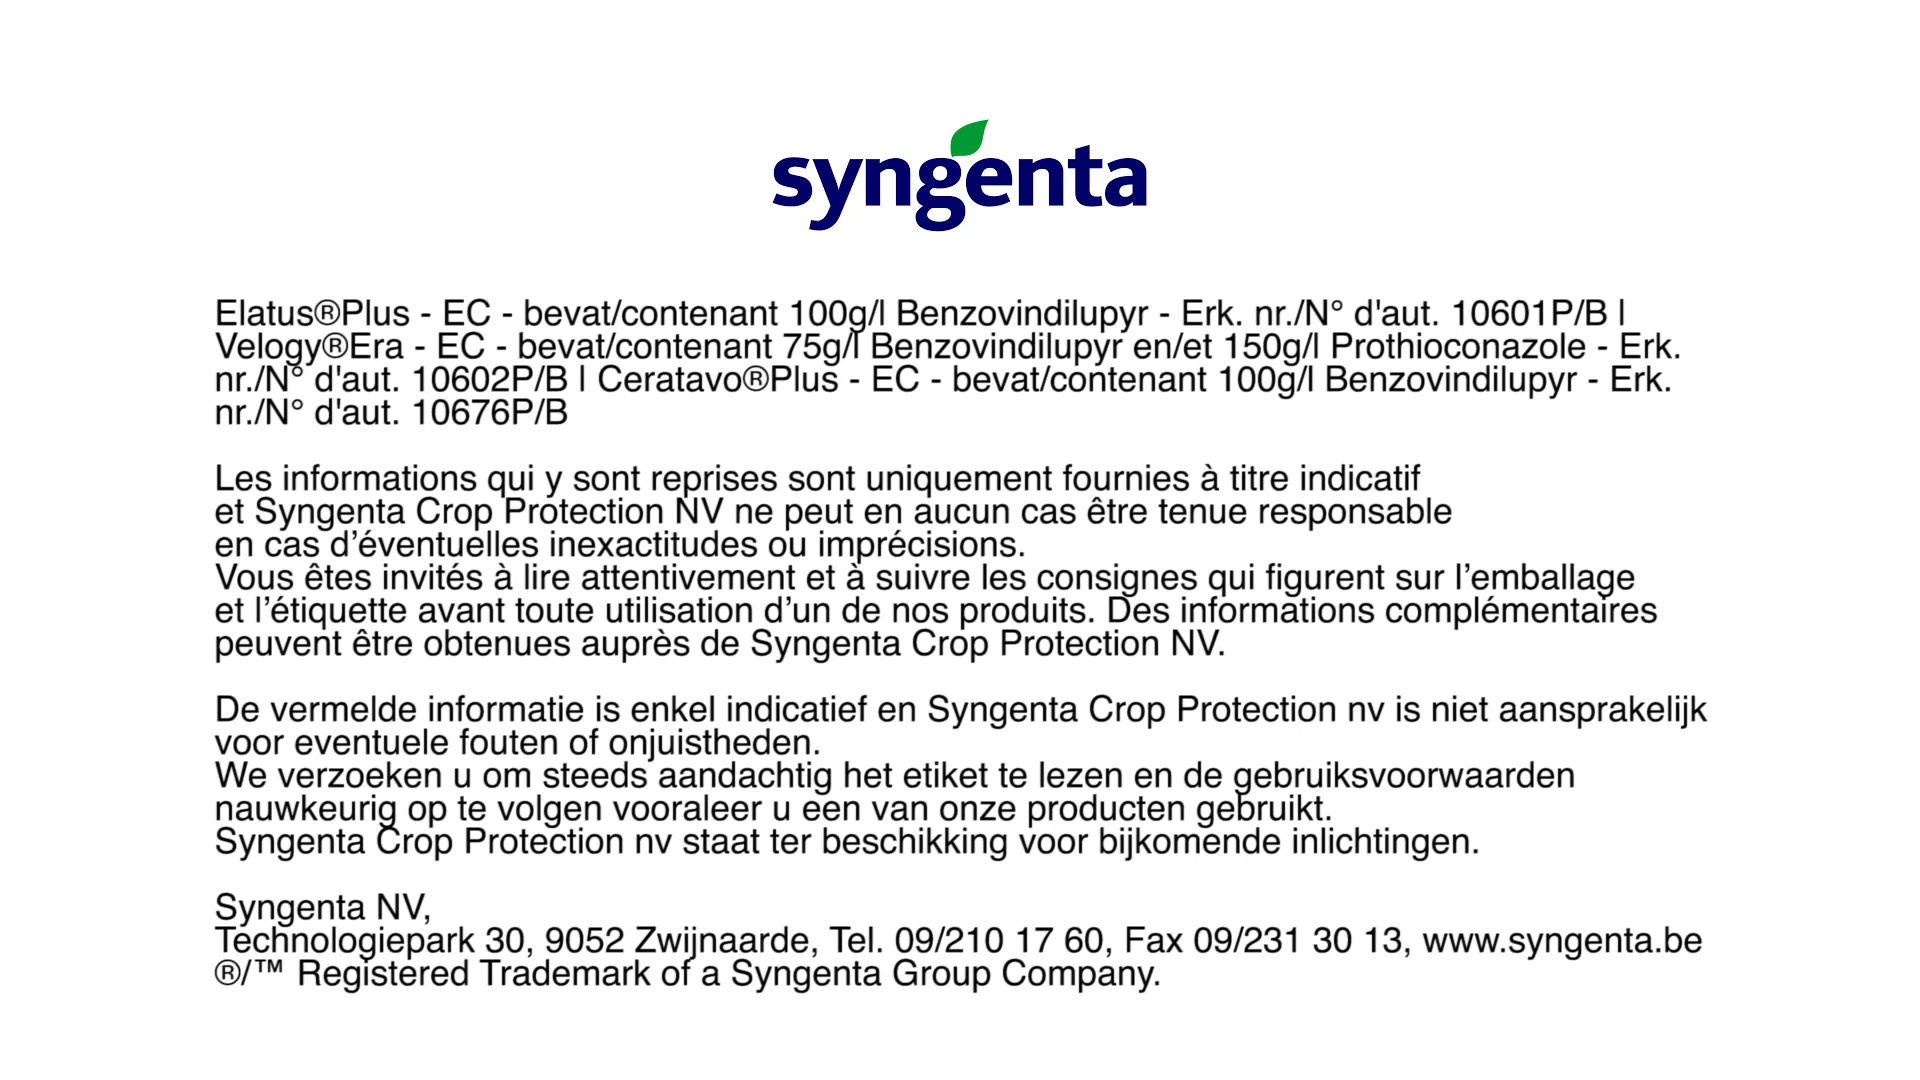 syngenta
Elatus®Plus - EC - bevat/contenant 100g/l Benzovindilupyr - Erk. nr./N° d'aut. 10601P/B |
Velogy®Era - EC - bevat/contenant 75g/l Benzovindilupyr en/et 150g/l Prothioconazole - Erk.
nr./N° d'aut. 10602P/B | Ceratavo®Plus - EC - bevat/contenant 100g/l Benzovindilupyr - Erk.
nr./N° d'aut. 10676P/B
Les informations qui y sont reprises sont uniquement fournies à titre indicatif
et Syngenta Crop Protection NV ne peut en aucun cas être tenue responsable
en cas d’éventuelles inexactitudes ou imprécisions.
Vous êtes invités à lire attentivement et à suivre les consignes qui figurent sur l’emballage
et l’étiquette avant toute utilisation d’un de nos produits. Des informations complémentaires
peuvent être obtenues auprès de Syngenta Crop Protection NV.
De vermelde informatie is enkel indicatief en Syngenta Crop Protection nv is niet aansprakelijk
voor eventuele fouten of onjuistheden.
We verzoeken u om steeds aandachtig het etiket te lezen en de gebruiksvoorwaarden
nauwkeurig op te volgen vooraleer u een van onze producten gebruikt.
Syngenta Crop Protection nv staat ter beschikking voor bijkomende inlichtingen.
Syngenta NV,
Technologiepark 30, 9052 Zwijnaarde, Tel. 09/210 17 60, Fax 09/231 30 13, www.syngenta.be
®/™ Registered Trademark of a Syngenta Group Company.